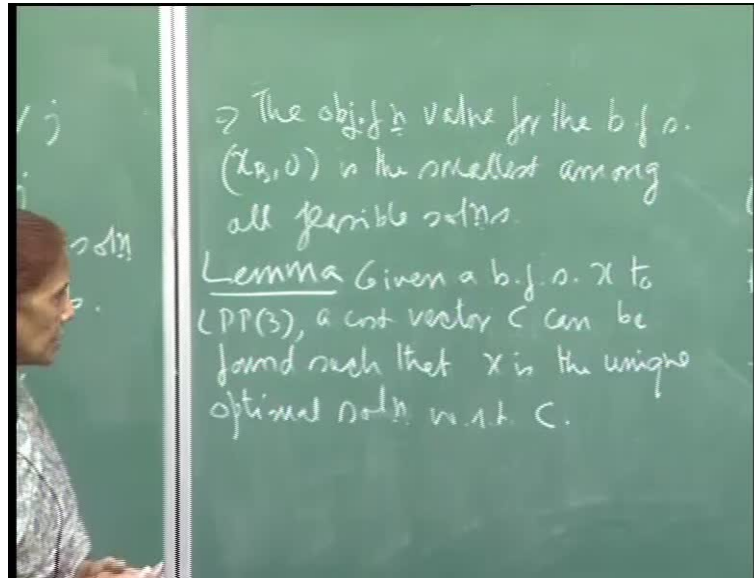 j
j
soln
s.
⇒ The obj. fn value for the b.f.s.
(x_B, 0) is the smallest among
all feasible solns.
Lemma Given a b.f.s. x to
LPP(3), a cost vector C can be
found such that x is the unique
optimal soln w.r.t. C.